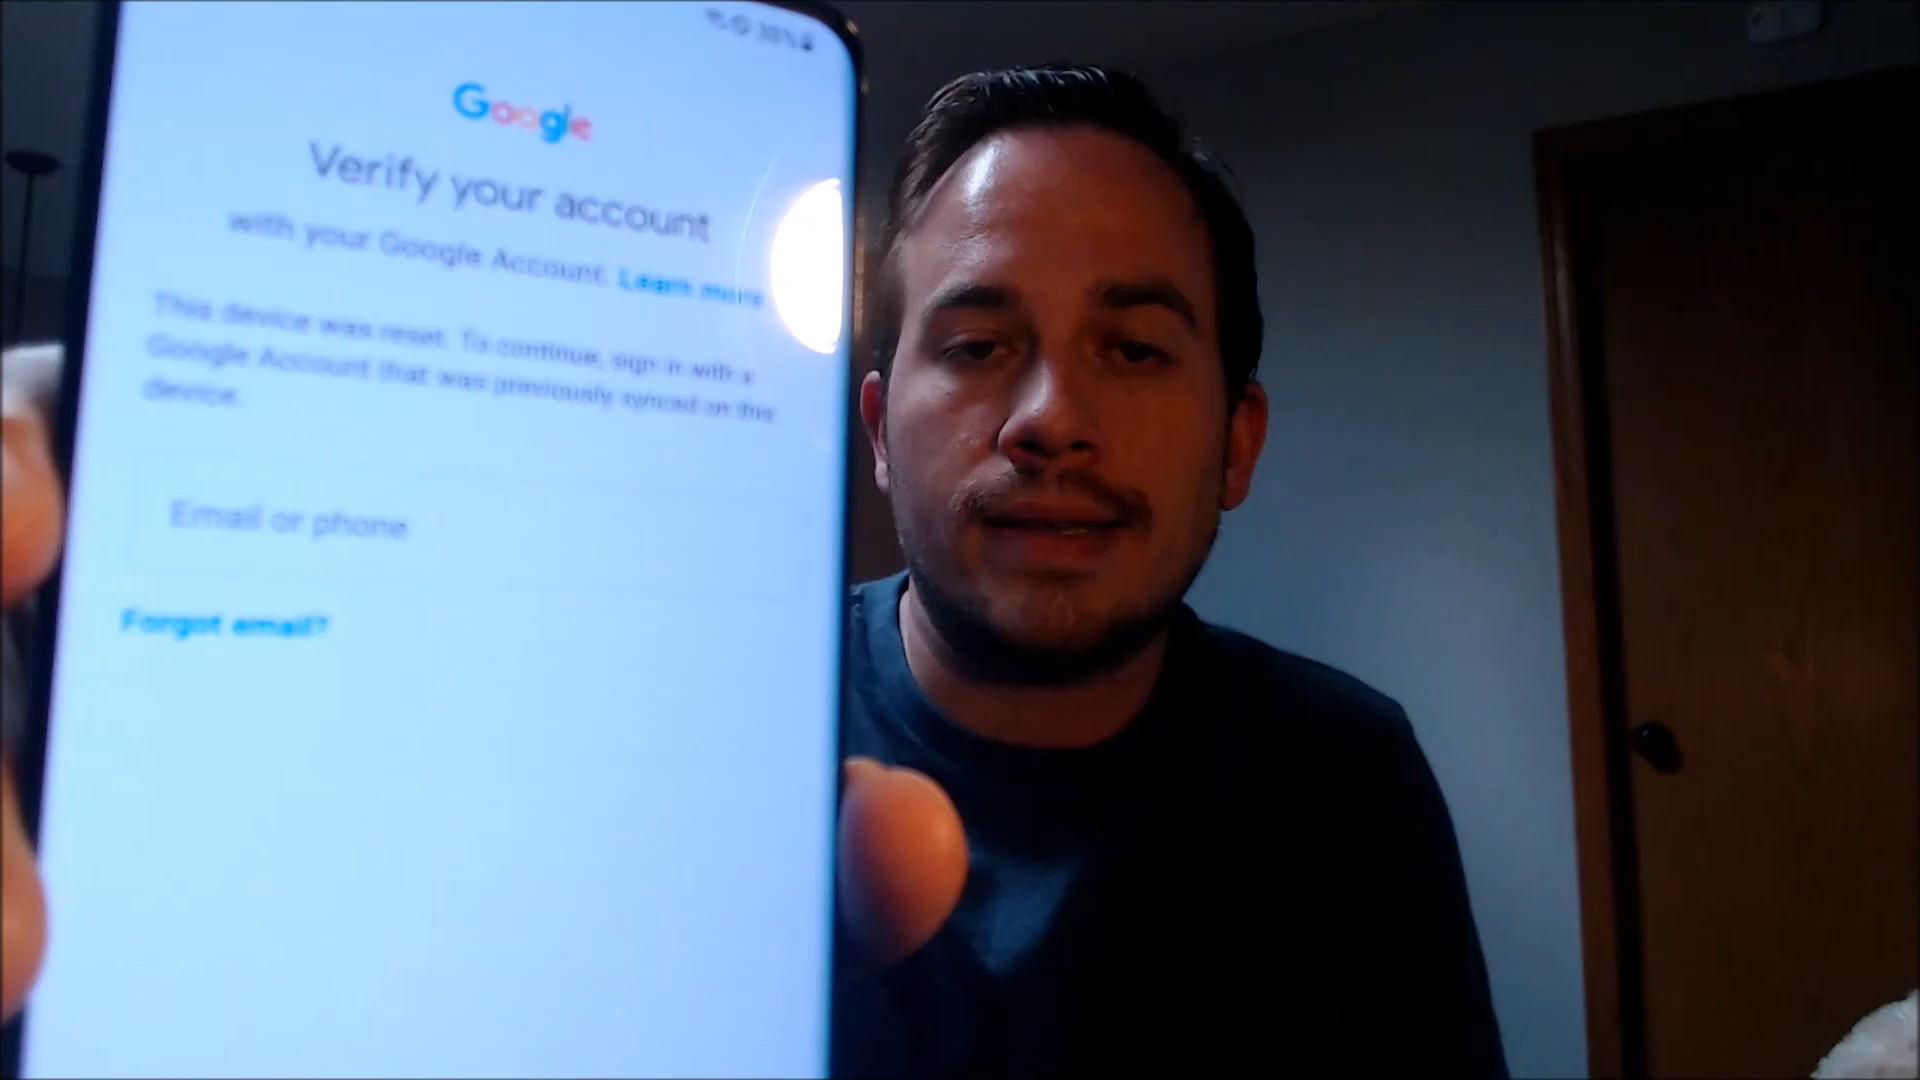 38%
Google
Verify your account
with your Google Account. Learn more
This device was reset. To continue, sign in with a
Google Account that was previously synced on this
device.
Email or phone
Forgot email?